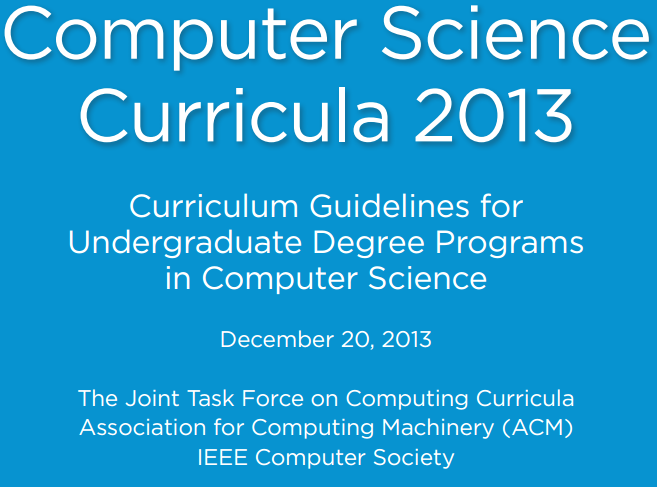 Computer Science
Curricula 2013
Curriculum Guidelines for
Undergraduate Degree Programs
in Computer Science
December 20, 2013
The Joint Task Force on Computing Curricula
Association for Computing Machinery (ACM)
IEEE Computer Society